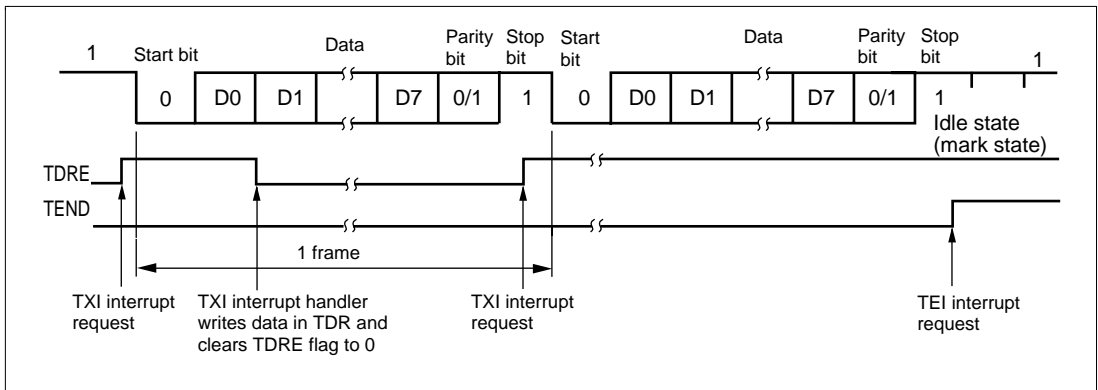 1
Start bit
Data
Parity
bit
Stop
bit
Start
bit
Data
Parity
bit
Stop
bit
1
0 D0 D1 D7 0/1 1 0 D0 D1 D7 0/1 1
Idle state
(mark state)
TDRE
TEND
1 frame
TXI interrupt
request
TXI interrupt handler
writes data in TDR and
clears TDRE flag to 0
TXI interrupt
request
TEI interrupt
request